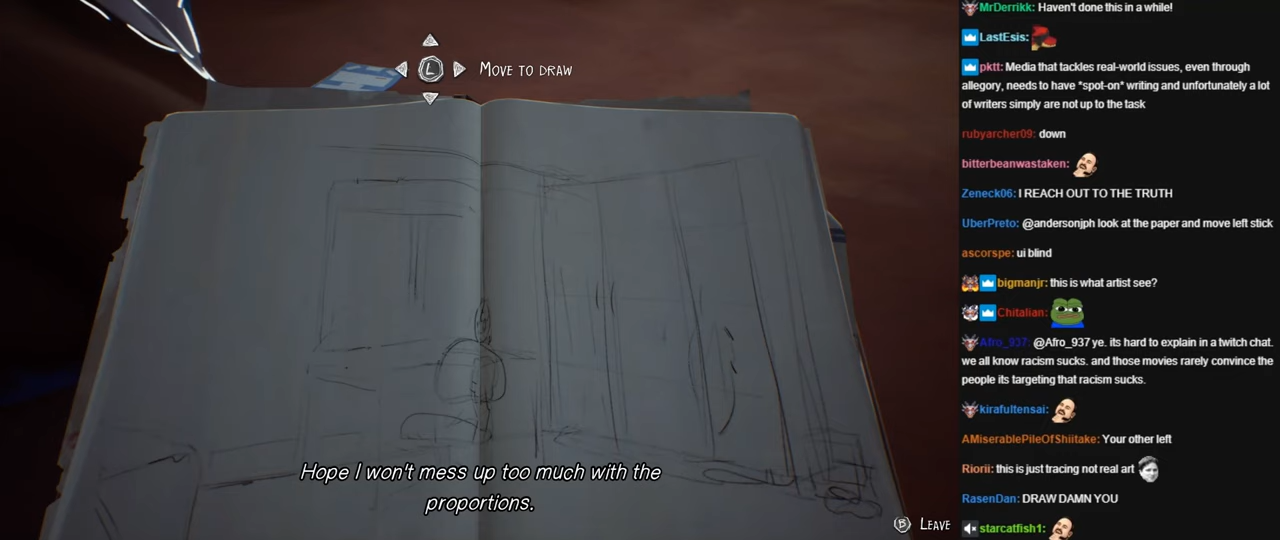 L
MOVE TO DRAW
Hope I won't mess up too much with the
proportions.
B LEAVE
MrDerrikk: Haven't done this in a while!
LastEsis:
pktt: Media that tackles real-world issues, even through
allegory, needs to have *spot-on* writing and unfortunately a lot
of writers simply are not up to the task
rubyarcher09: down
bitterbeanwastaken:
Zeneck06: I REACH OUT TO THE TRUTH
UberPreto: @andersonjph look at the paper and move left stick
ascorspe: ui blind
bigmanjr: this is what artist see?
Chitalian:
Afro_937: @Afro_937 ye. its hard to explain in a twitch chat.
we all know racism sucks. and those movies rarely convince the
people its targeting that racism sucks.
kirafultensai:
AMiserablePileOfShiitake: Your other left
Riorii: this is just tracing not real art
RasenDan: DRAW DAMN YOU
starcatfish1: